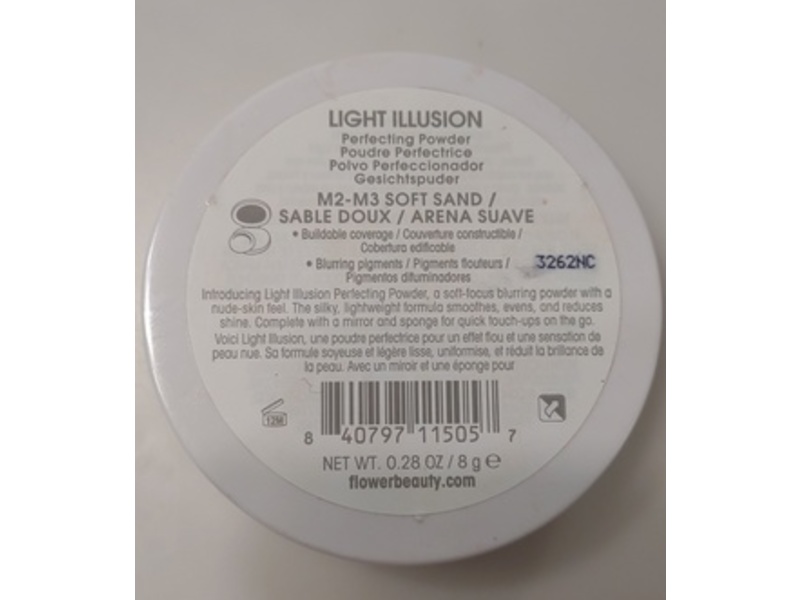 LIGHT ILLUSION
Perfecting Powder
Poudre Perfectrice
Polvo Perfeccionador
Gesichtspuder
M2-M3 SOFT SAND /
SABLE DOUX / ARENA SUAVE
• Buildable coverage / Couverture constructible /
Cobertura edificable
• Blurring pigments / Pigments flouteurs /
Pigmentos difuminadores
3262NC
Introducing Light Illusion Perfecting Powder, a soft-focus blurring powder with a
nude-skin feel. The silky, lightweight formula smoothes, evens, and reduces
shine. Complete with a mirror and sponge for quick touch-ups on the go.
Voici Light Illusion, une poudre perfectrice pour un effet flou et une sensation de
peau nue. Sa formule soyeuse et légère lisse, uniformise, et réduit la brillance de
la peau. Avec un miroir et une éponge pour
12M
8 40797 11505 7
NET WT. 0.28 OZ / 8 g e
flowerbeauty.com